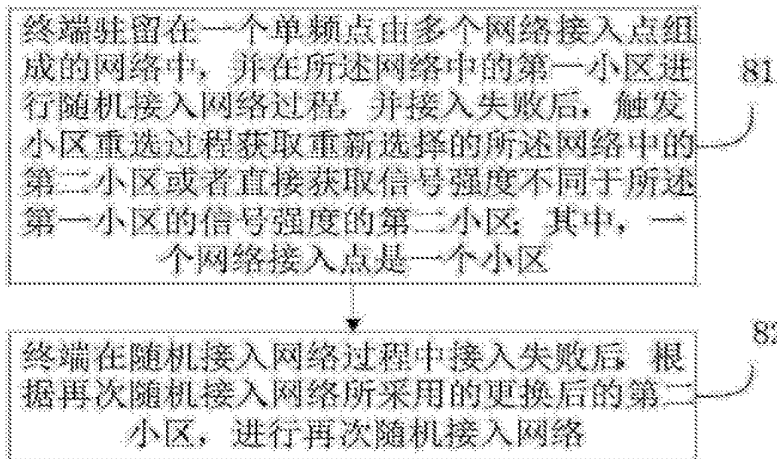 终端驻留在一个单频点由多个网络接入点组
成的网络中，并在所述网络中的第一小区进
行随机接入网络过程，并接入失败后，触发
小区重选过程获取重新选择的所述网络中的
第二小区或者直接获取信号强度不同于所述
第一小区的信号强度的第二小区；其中，一
个网络接入点是一个小区
81
终端在随机接入网络过程中接入失败后，根
据再次随机接入网络所采用的更换后的第二
小区，进行再次随机接入网络
82